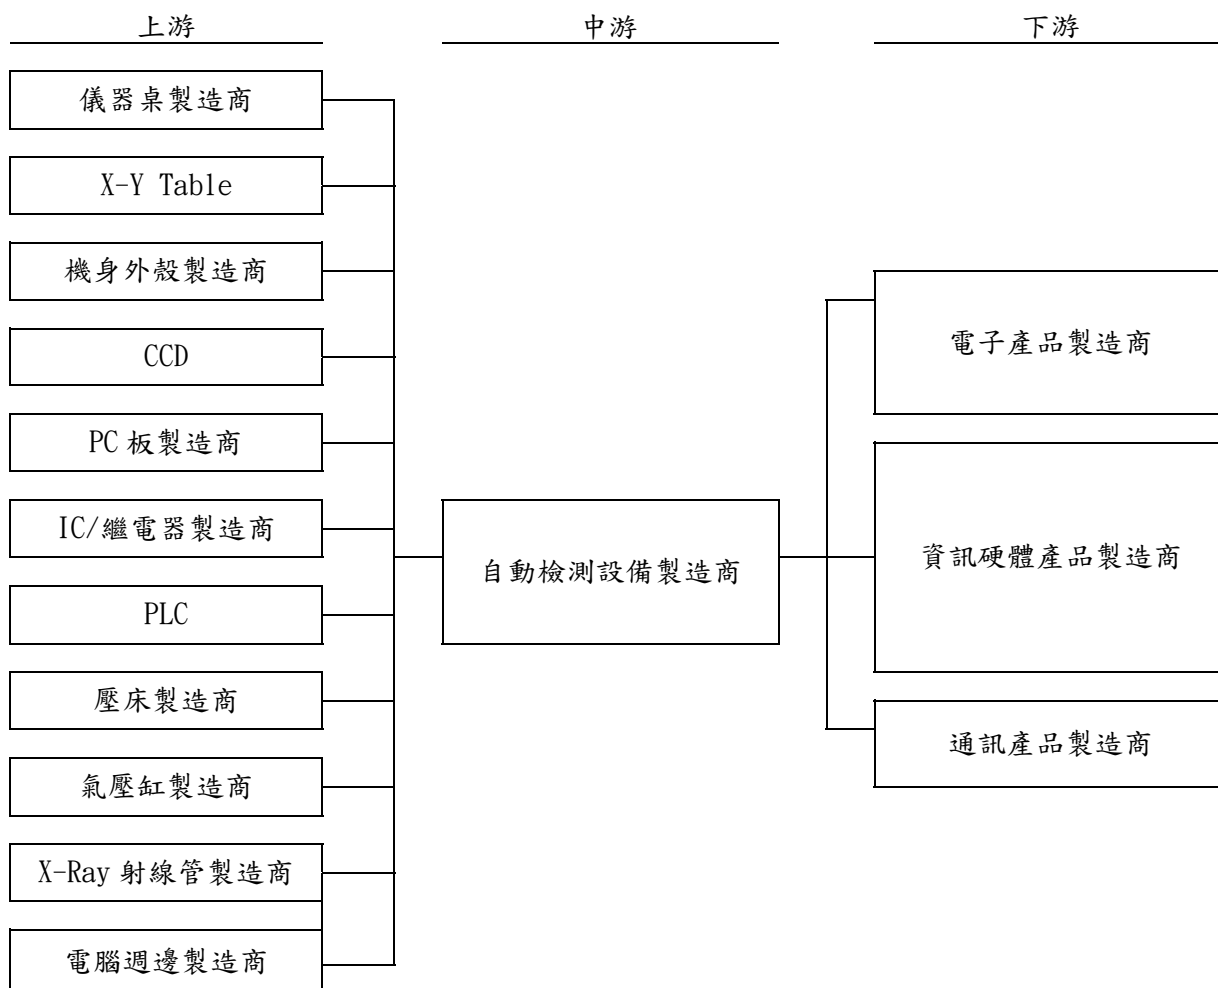 上游
中游
下游
儀器桌製造商
X-Y Table
機身外殼製造商
CCD
PC 板製造商
IC/繼電器製造商
PLC
壓床製造商
氣壓缸製造商
X-Ray 射線管製造商
電腦週邊製造商
自動檢測設備製造商
電子產品製造商
資訊硬體產品製造商
通訊產品製造商